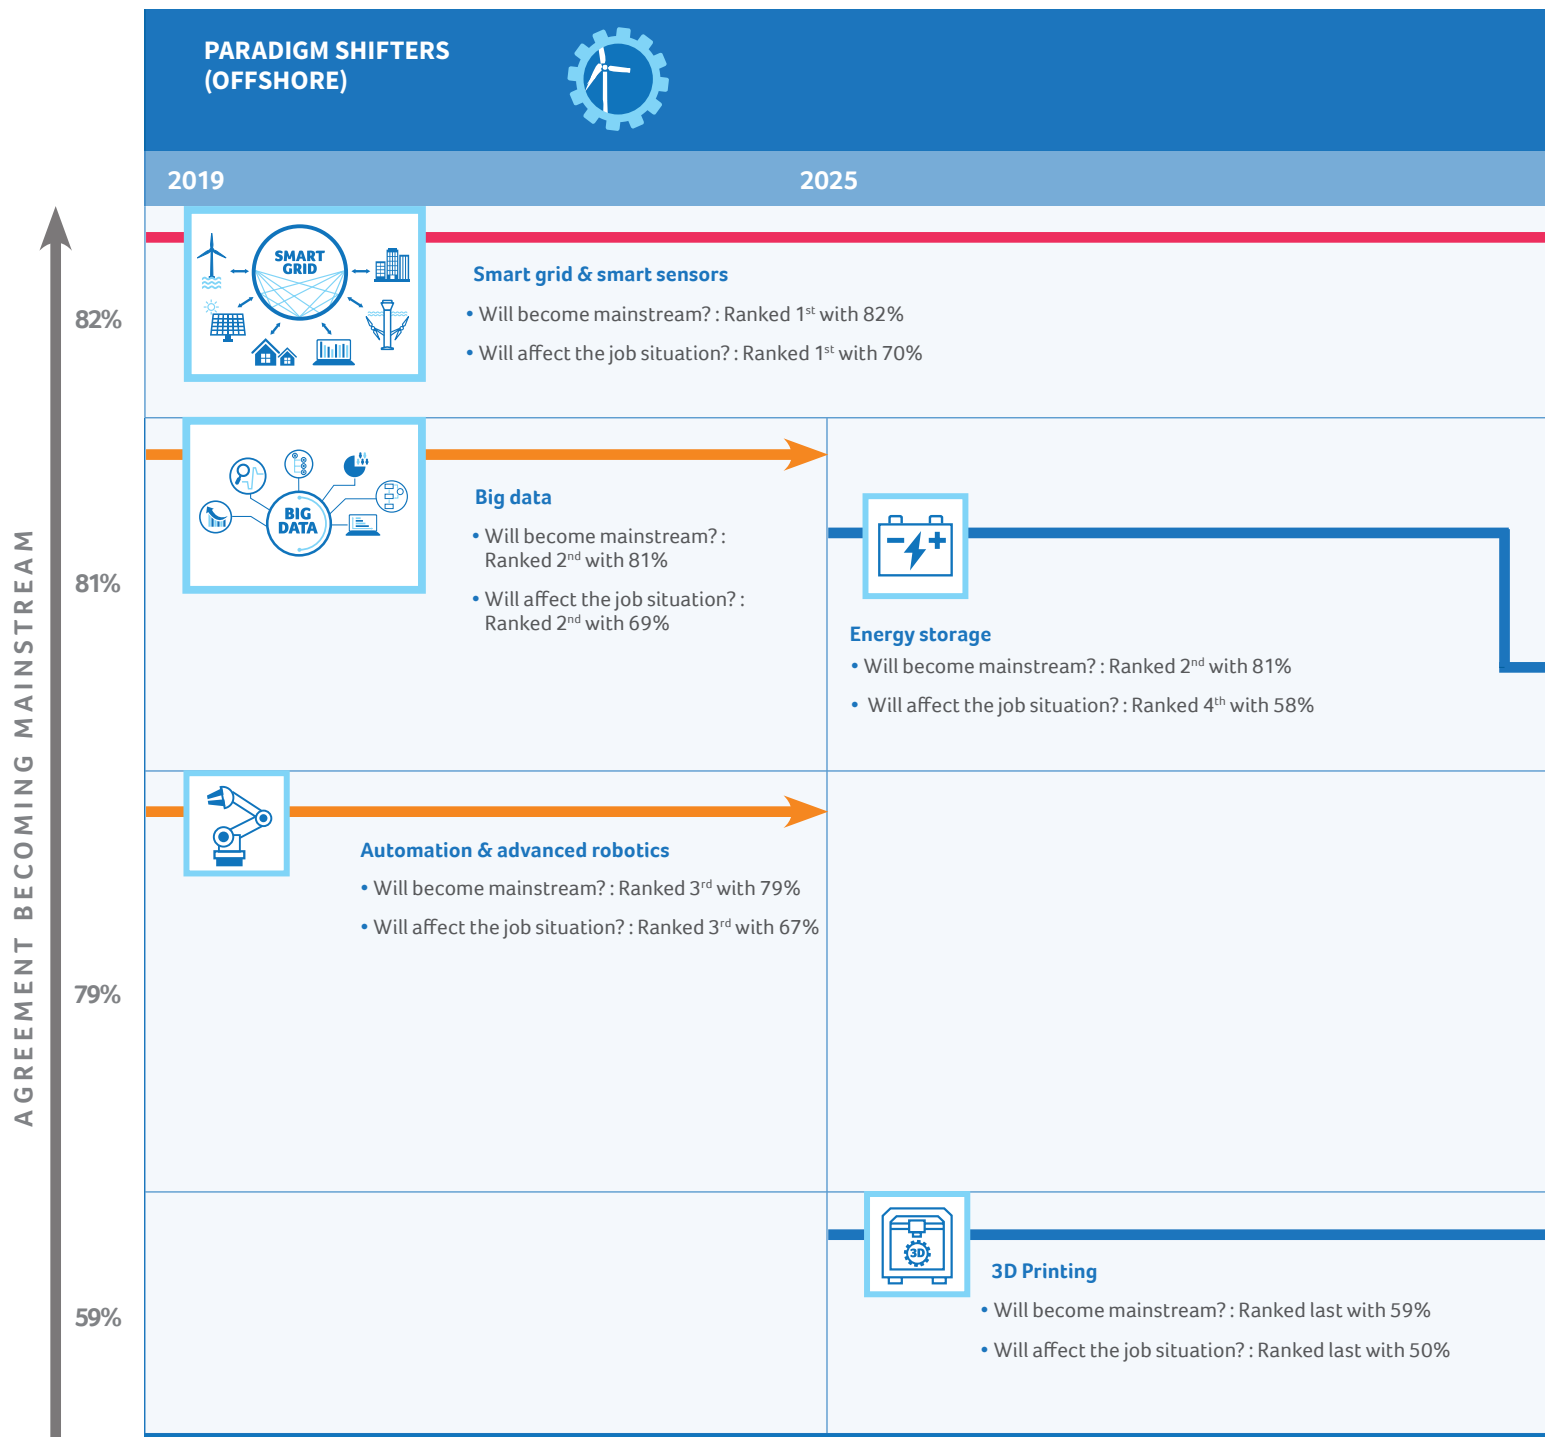 PARADIGM SHIFTERS
(OFFSHORE)
2019
2025
AGREEMENT BECOMING MAINSTREAM
82%
SMART
GRID
Smart grid & smart sensors
• Will become mainstream? : Ranked 1st with 82%
• Will affect the job situation? : Ranked 1st with 70%
81%
BIG
DATA
Big data
• Will become mainstream? :
Ranked 2nd with 81%
• Will affect the job situation? :
Ranked 2nd with 69%
Energy storage
• Will become mainstream? : Ranked 2nd with 81%
• Will affect the job situation? : Ranked 4th with 58%
79%
Automation & advanced robotics
• Will become mainstream? : Ranked 3rd with 79%
• Will affect the job situation? : Ranked 3rd with 67%
59%
3D
3D Printing
• Will become mainstream? : Ranked last with 59%
• Will affect the job situation? : Ranked last with 50%